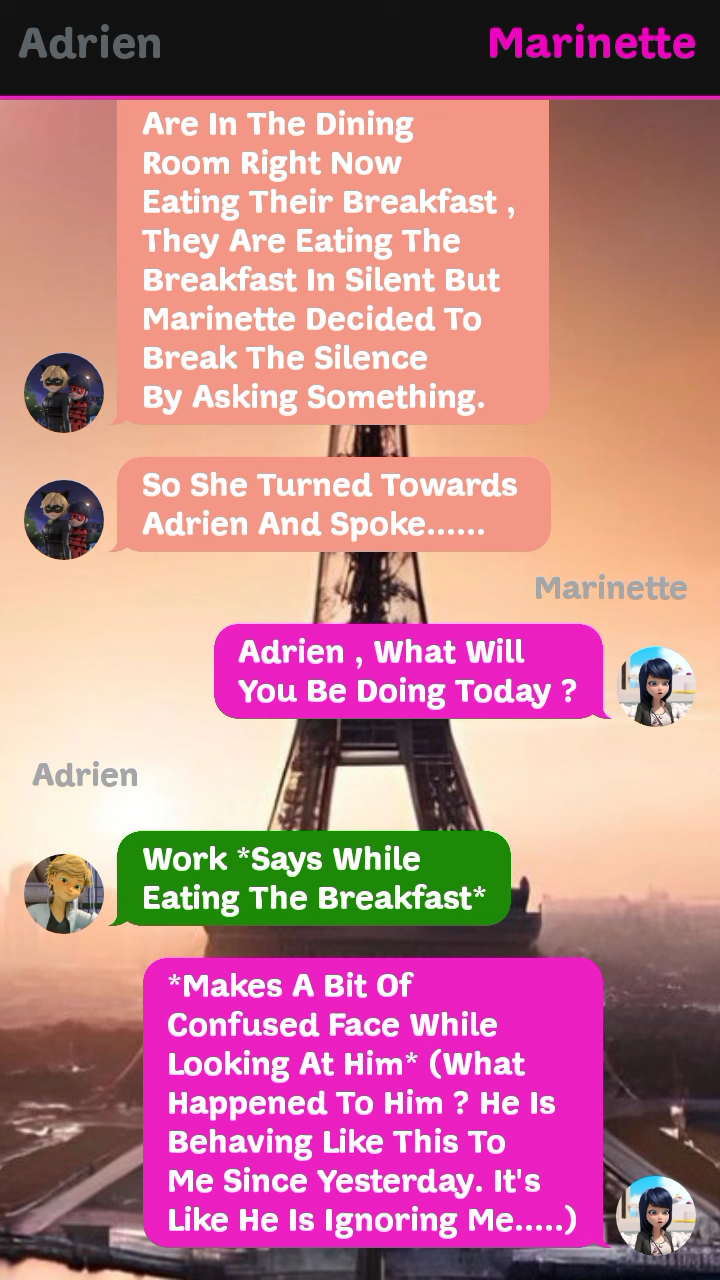 Adrien
Marinette
Are In The Dining
Room Right Now
Eating Their Breakfast ,
They Are Eating The
Breakfast In Silent But
Marinette Decided To
Break The Silence
By Asking Something.
So She Turned Towards
Adrien And Spoke......
Marinette
Adrien , What Will
You Be Doing Today ?
Adrien
Work *Says While
Eating The Breakfast*
*Makes A Bit Of
Confused Face While
Looking At Him* (What
Happened To Him ? He Is
Behaving Like This To
Me Since Yesterday. It's
Like He Is Ignoring Me.....)